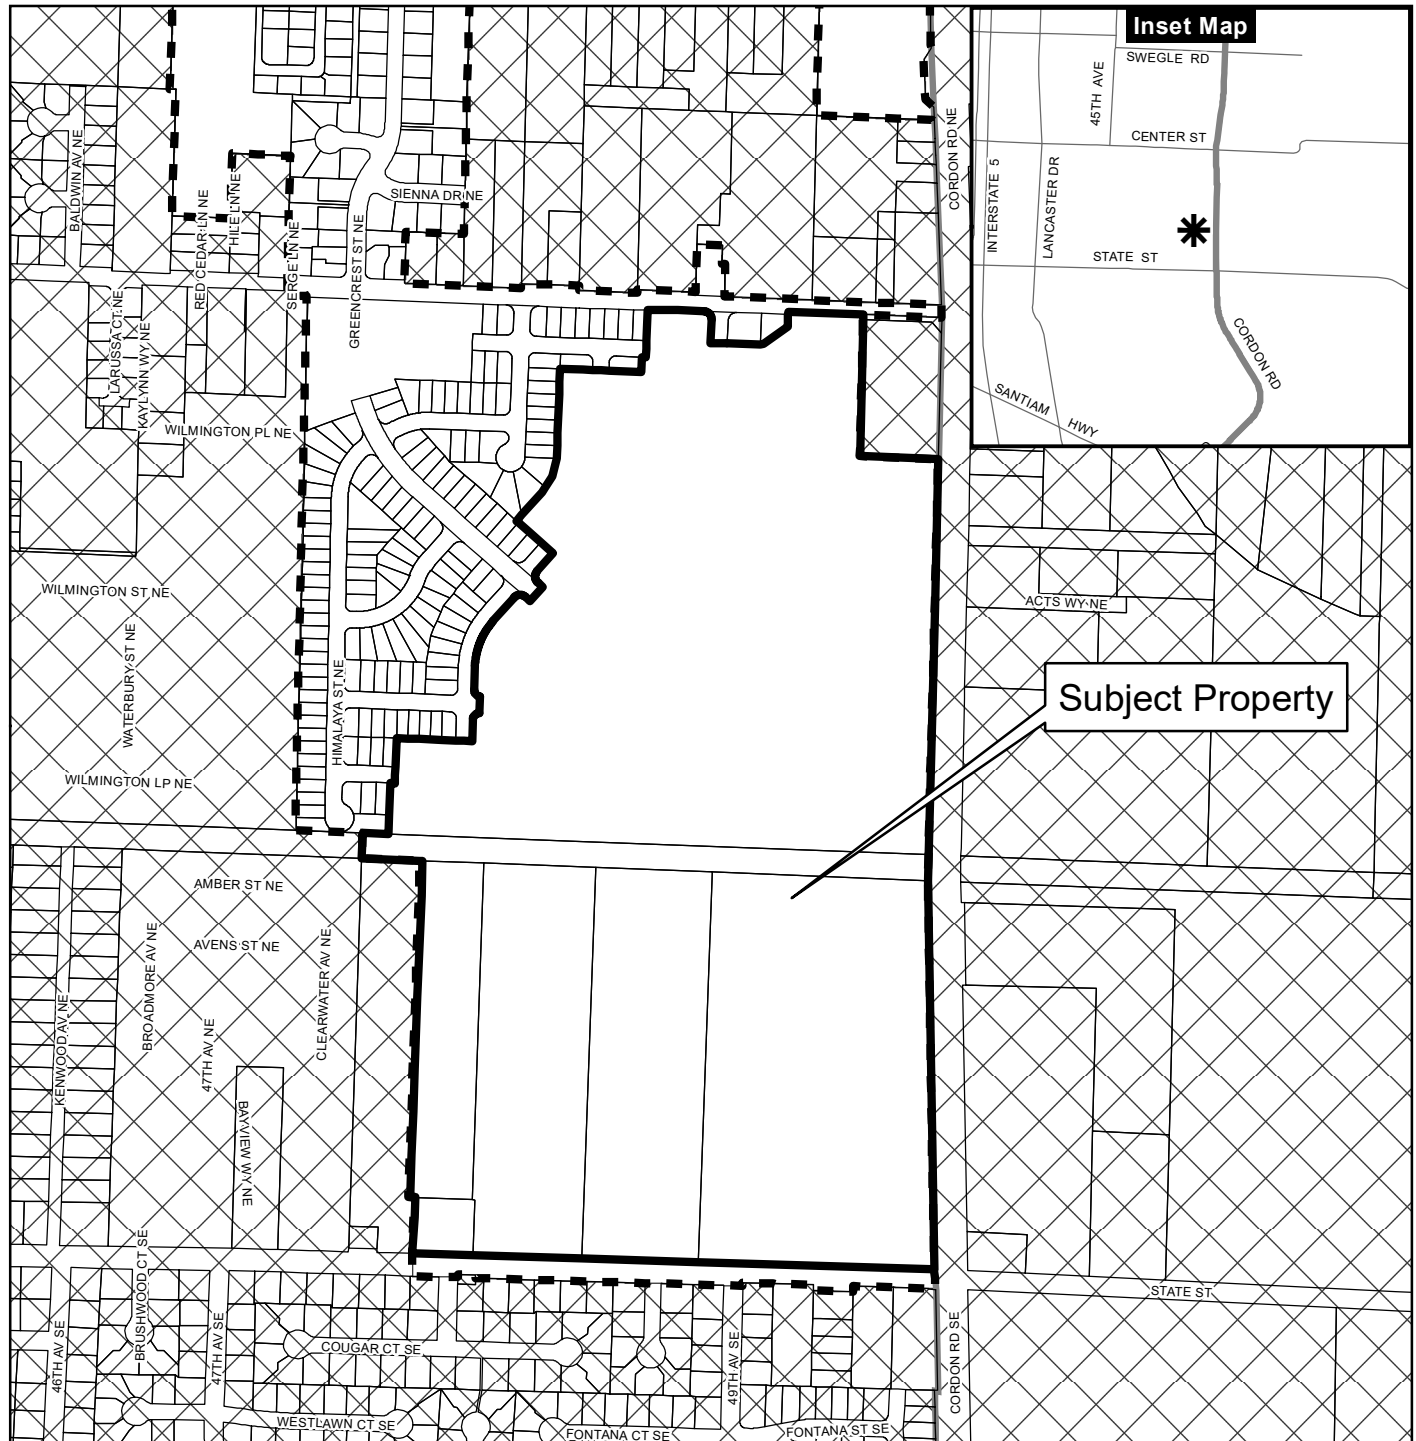 Inset Map
SWEGLE RD
45TH AVE
CENTER ST
INTERSTATE 5
LANCASTER DR
STATE ST
CORDON RD
SANTIAM HWY
CORDON RD NE
BALDWIN AV NE
RED CEDAR LN NE
HILE LN NE
SERGE LN NE
SIENNA DR NE
GREENCREST ST NE
LARUSSA CT NE
KAYLYNN WY NE
WILMINGTON PL NE
WILMINGTON ST NE
WATERBURY ST NE
ACTS WY NE
HIMALAYA ST NE
Subject Property
WILMINGTON LP NE
AMBER ST NE
BROADMORE AV NE
AVENS ST NE
CLEARWATER AV NE
KENWOOD AV NE
47TH AV NE
BAYVIEW WY NE
BRUSHWOOD CT SE
STATE ST
46TH AV SE
47TH AV SE
COUGAR CT SE
49TH AV SE
CORDON RD SE
WESTLAWN CT SE
FONTANA CT SE
FONTANA ST SE